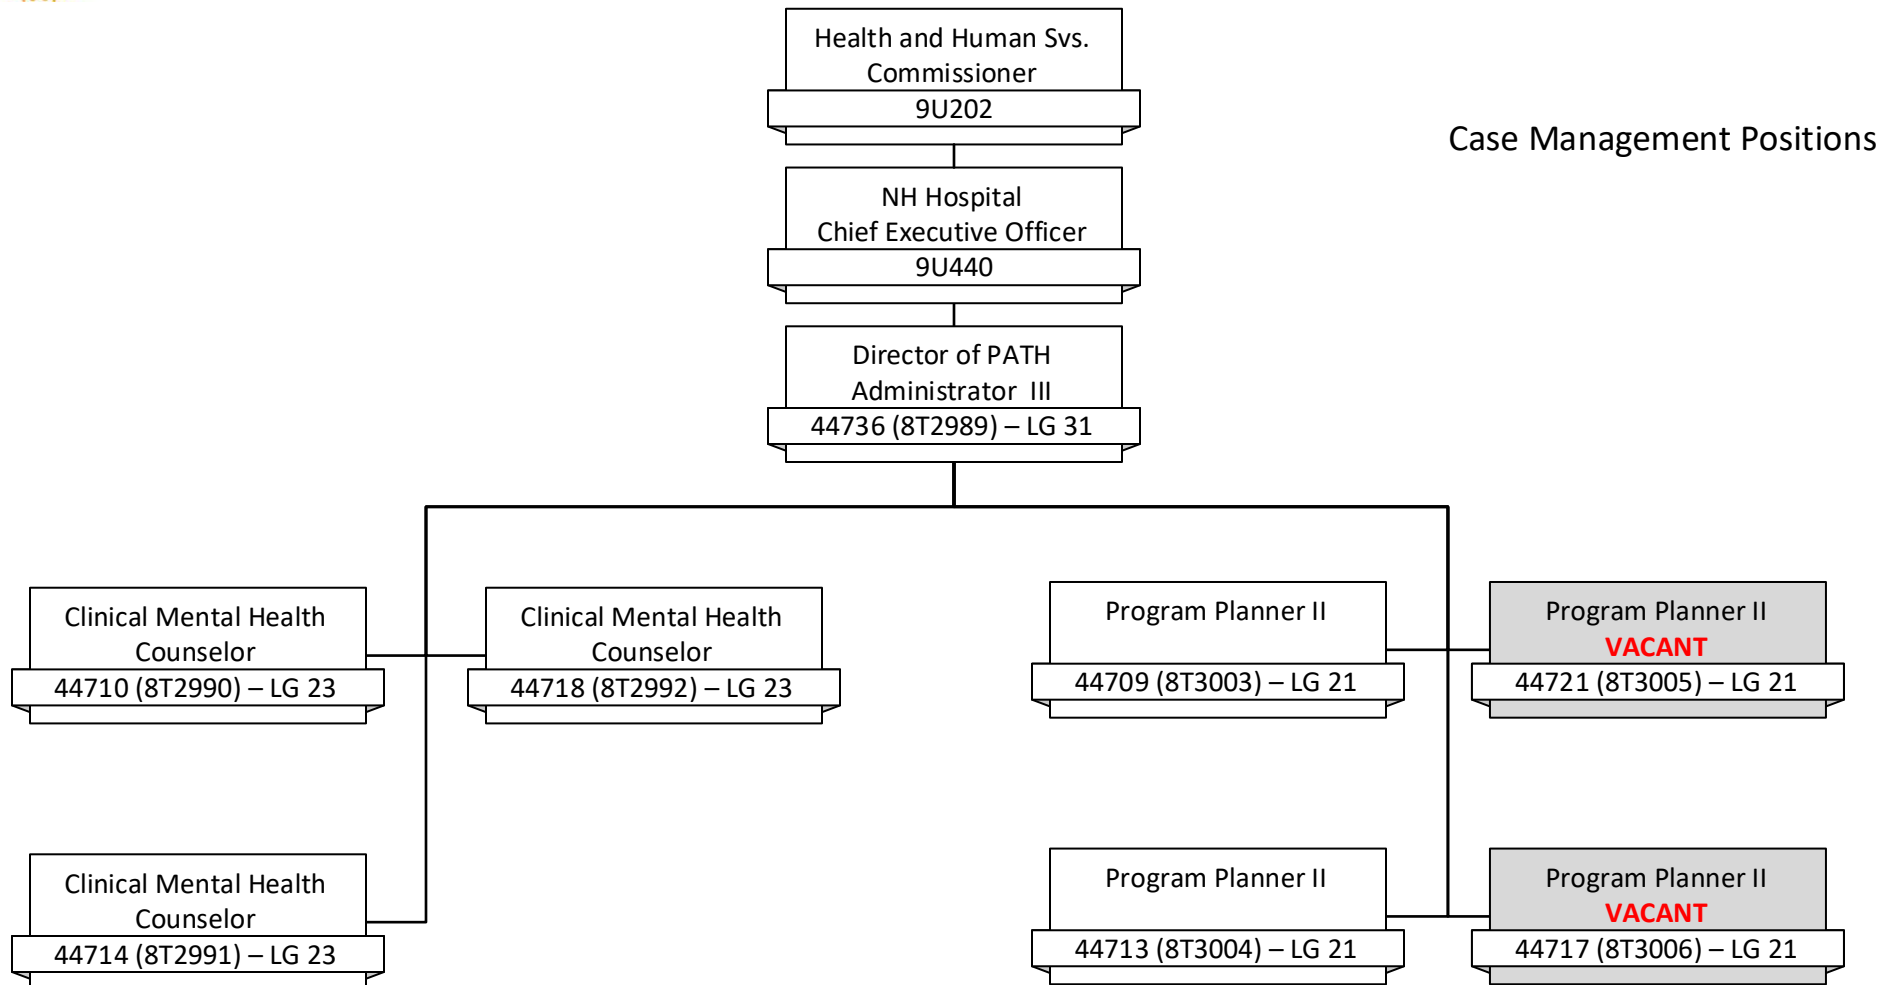 Health and Human Svs.
Commissioner
9U202
Case Management Positions
NH Hospital
Chief Executive Officer
9U440
Director of PATH
Administrator III
44736 (8T2989) – LG 31
Clinical Mental Health
Counselor
44710 (8T2990) – LG 23
Clinical Mental Health
Counselor
44718 (8T2992) – LG 23
Program Planner II
44709 (8T3003) – LG 21
Program Planner II
VACANT
44721 (8T3005) – LG 21
Clinical Mental Health
Counselor
44714 (8T2991) – LG 23
Program Planner II
44713 (8T3004) – LG 21
Program Planner II
VACANT
44717 (8T3006) – LG 21